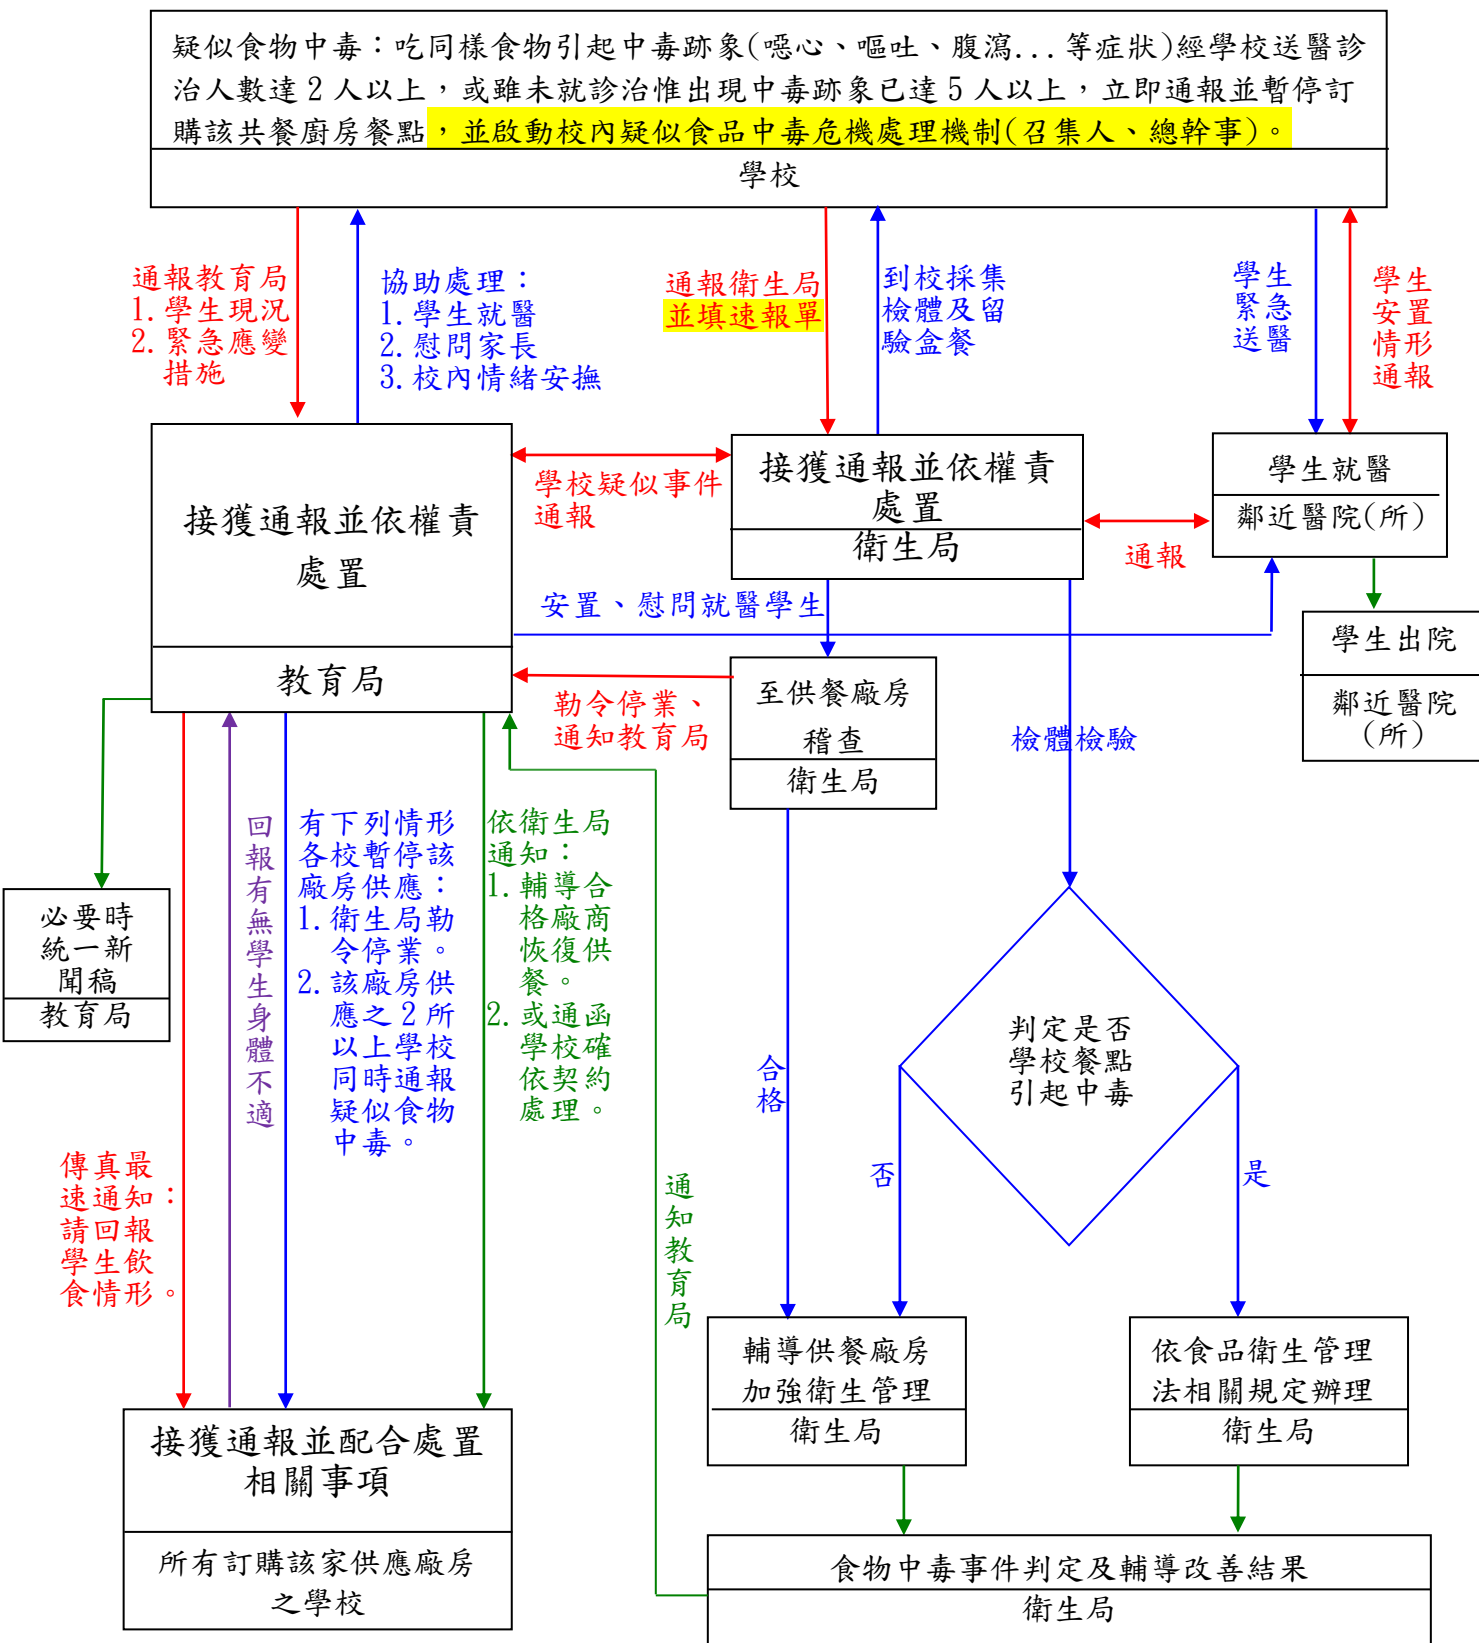 疑似食物中毒：吃同樣食物引起中毒跡象(噁心、嘔吐、腹瀉...等症狀)經學校送醫診
治人數達 2 人以上，或雖未就診治惟出現中毒跡象已達 5 人以上，立即通報並暫停訂
購該共餐廚房餐點，並啟動校內疑似食品中毒危機處理機制(召集人、總幹事)。
學校
通報教育局
1.學生現況
2.緊急應變
措施
協助處理：
1.學生就醫
2.慰問家長
3.校內情緒安撫
通報衛生局
並填速報單
到校採集
檢體及留
驗盒餐
學生
緊急
送醫
學生
安置
情形
通報
接獲通報並依權責
處置
教育局
學校疑似事件
通報
接獲通報並依權責
處置
衛生局
通報
學生就醫
鄰近醫院(所)
安置、慰問就醫學生
學生出院
鄰近醫院
(所)
勒令停業、
通知教育局
至供餐廠房
稽查
衛生局
檢體檢驗
必要時
統一新
聞稿
教育局
回報有無學生身體不適
有下列情形
各校暫停該
廠房供應：
1.衛生局勒
令停業。
2.該廠房供
應之 2 所
以上學校
同時通報
疑似食物
中毒。
依衛生局
通知：
1.輔導合
格廠商
恢復供
餐。
2.或通函
學校確
依契約
處理。
合格
判定是否
學校餐點
引起中毒
否
是
傳真最
速通知：
請回報
學生飲
食情形。
通知教育局
輔導供餐廠房
加強衛生管理
衛生局
依食品衛生管理
法相關規定辦理
衛生局
接獲通報並配合處置
相關事項
所有訂購該家供應廠房
之學校
食物中毒事件判定及輔導改善結果
衛生局